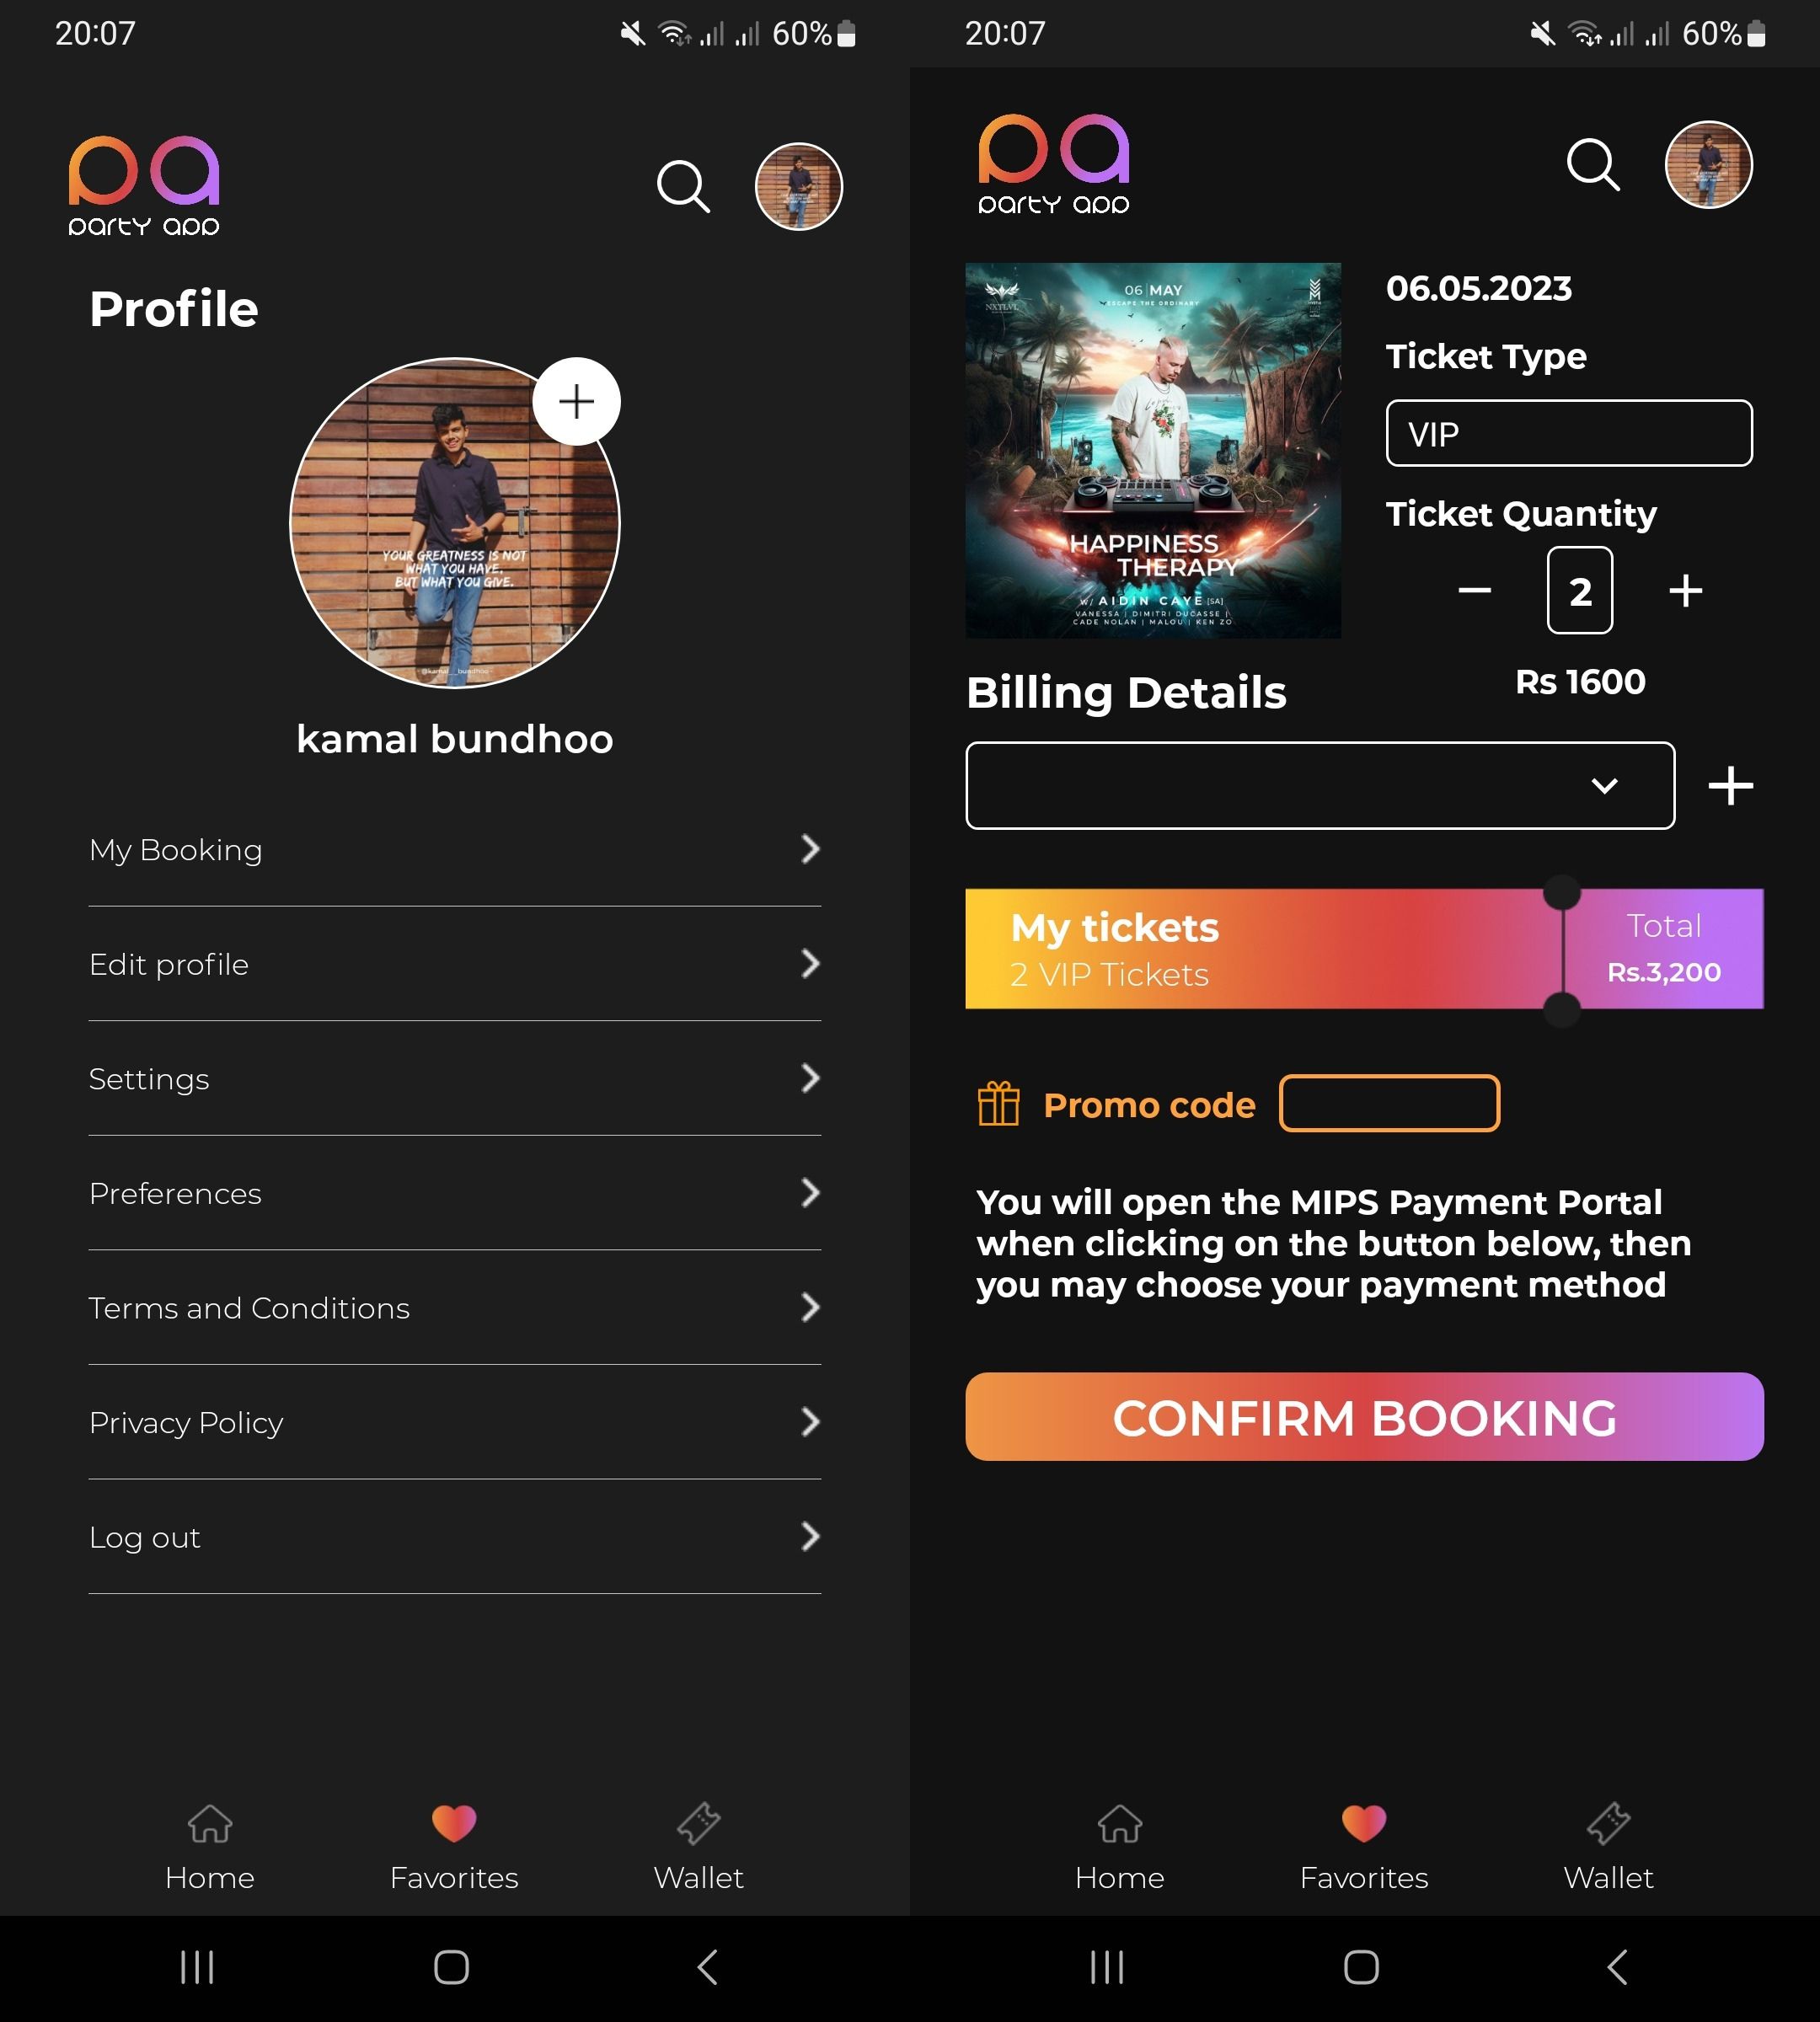 20:07
60%
party app
Profile
YOUR GREATNESS IS NOT
WHAT YOU HAVE,
BUT WHAT YOU GIVE.
kamal bundhoo
My Booking
Edit profile
Settings
Preferences
Terms and Conditions
Privacy Policy
Log out
Home
Favorites
Wallet
20:07
60%
party app
06 MAY
ESCAPE THE ORDINARY
HAPPINESS
THERAPY
W/ AIDIN CAYE [SA]
VANESSA | DIMITRI DUCASSE |
CADE NOLAN | MALOU | KEN ZO
06.05.2023
Ticket Type
VIP
Ticket Quantity
2
Rs 1600
Billing Details
My tickets
2 VIP Tickets
Total
Rs.3,200
Promo code
You will open the MIPS Payment Portal
when clicking on the button below, then
you may choose your payment method
CONFIRM BOOKING
Home
Favorites
Wallet